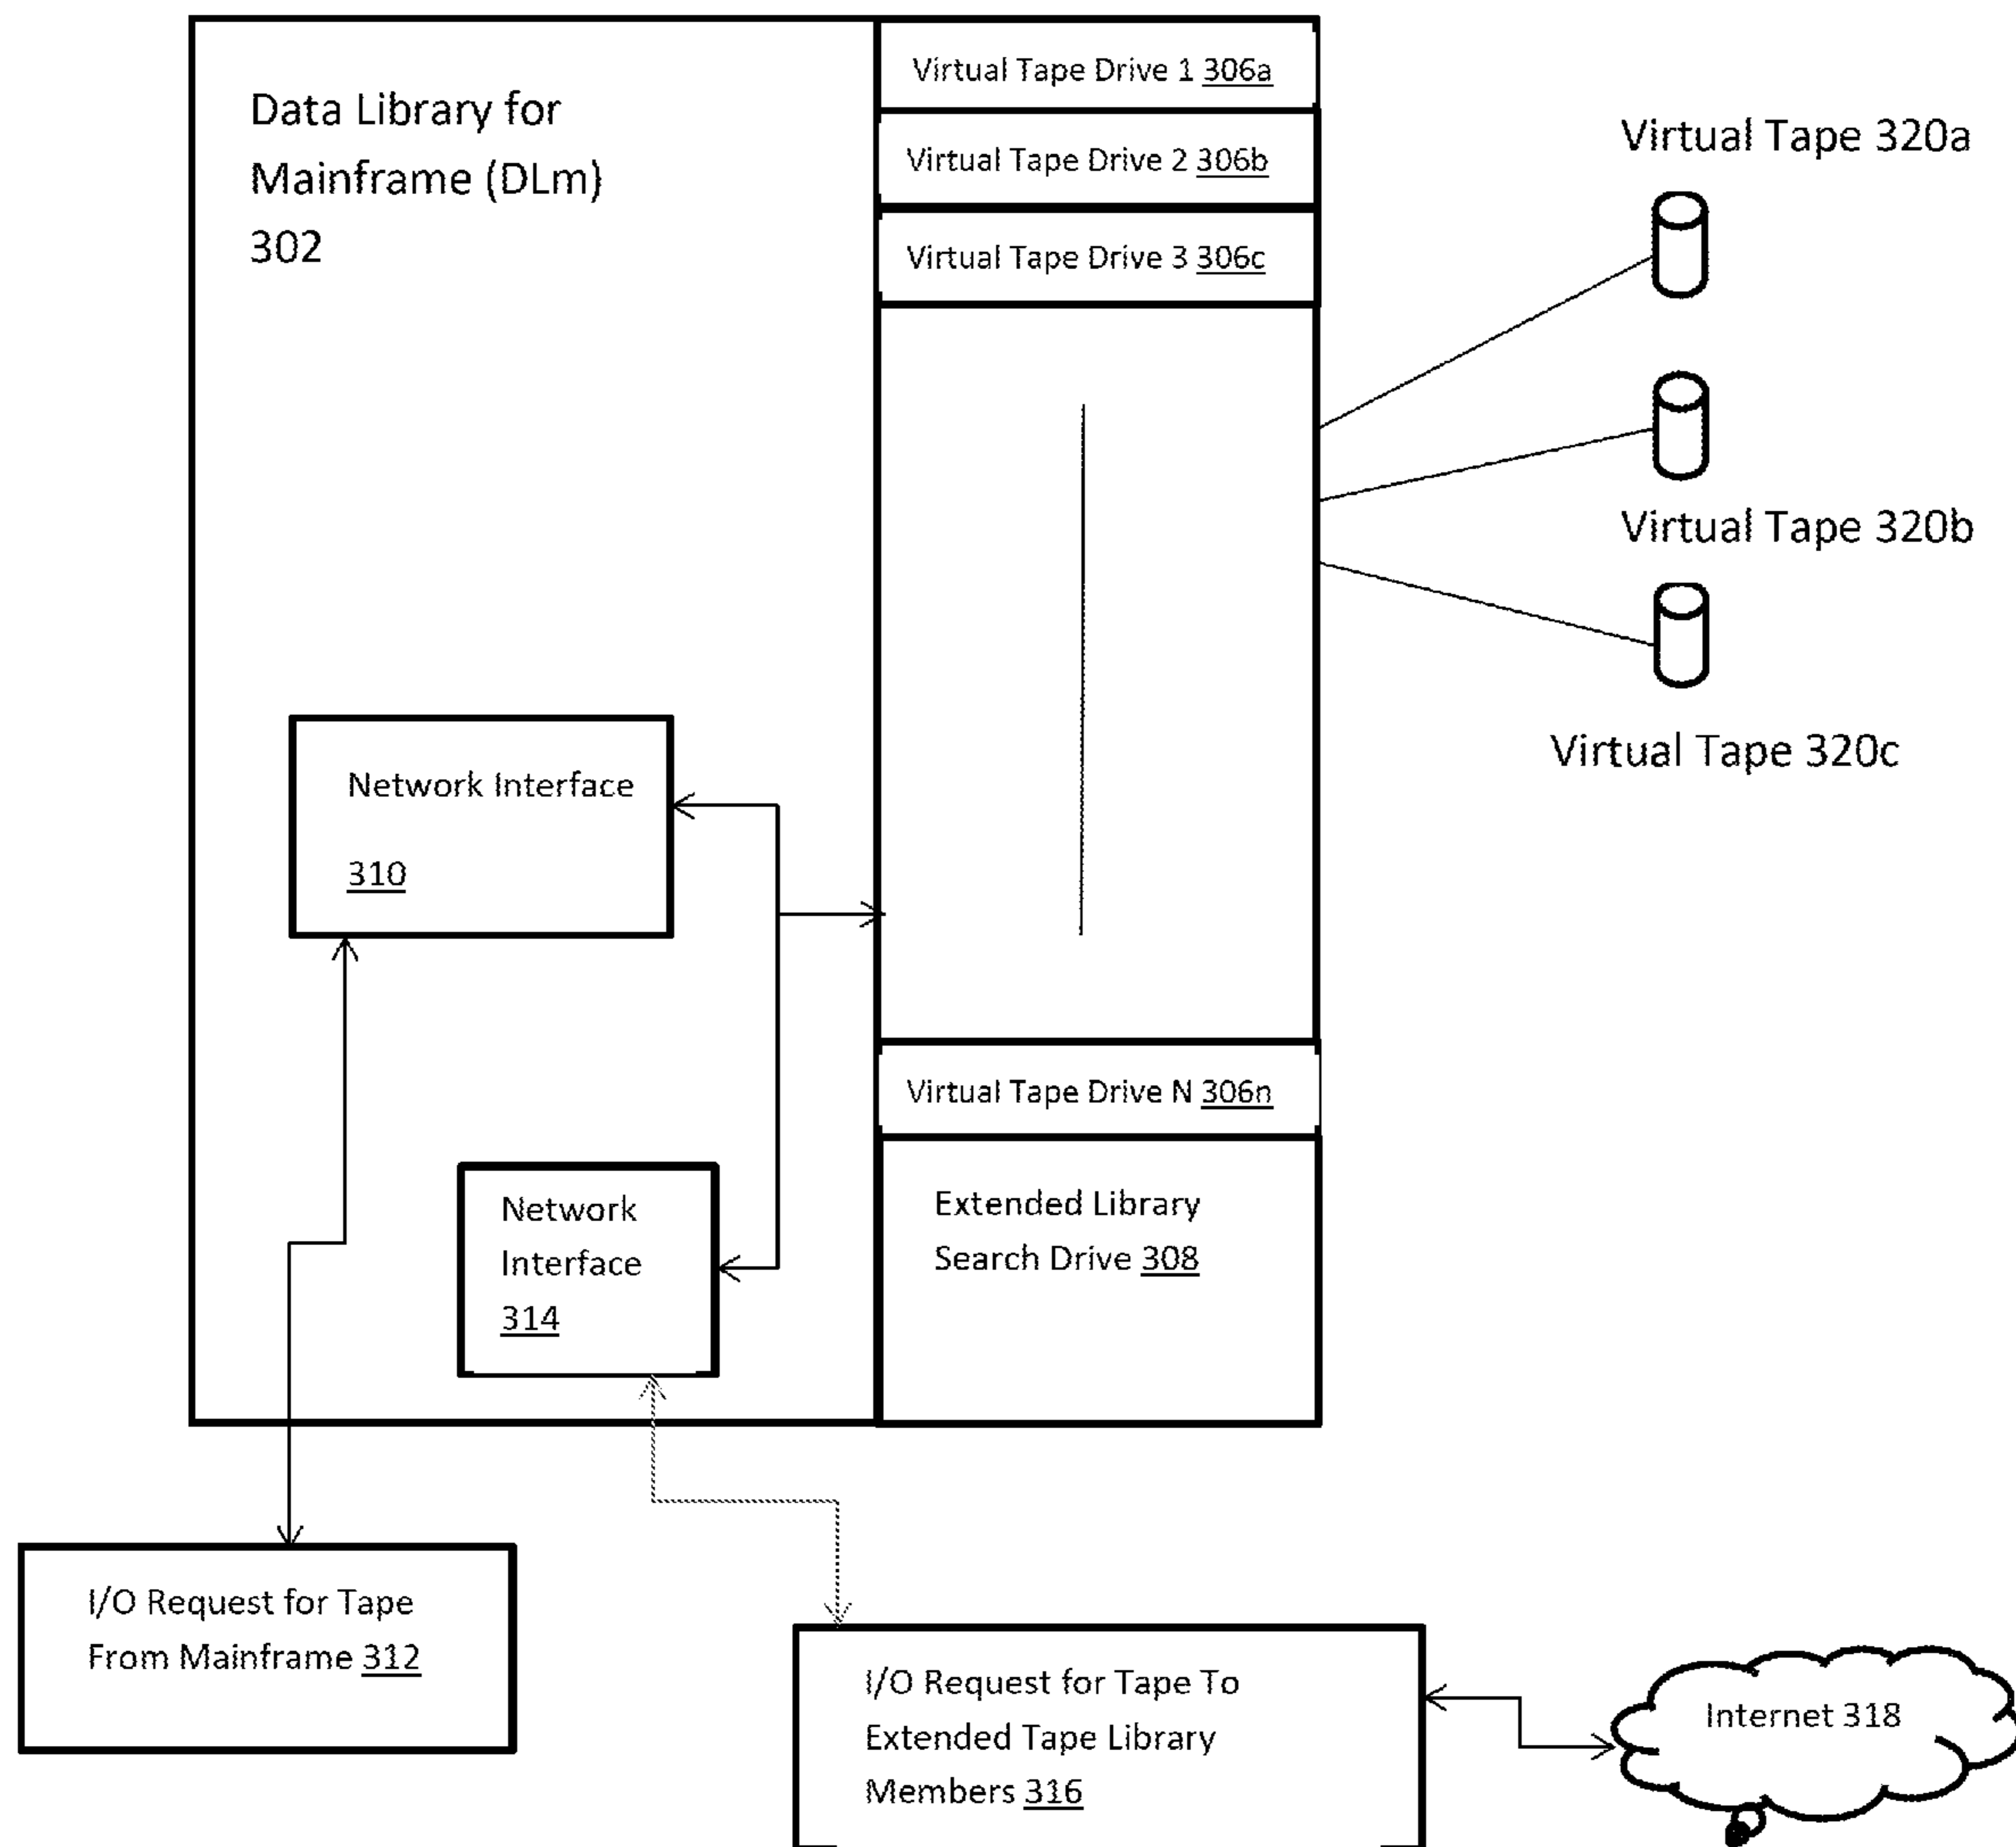 Data Library for
Mainframe (DLm)
302
Virtual Tape Drive 1 306a
Virtual Tape Drive 2 306b
Virtual Tape Drive 3 306c
Virtual Tape 320a
Virtual Tape 320b
Virtual Tape 320c
Network Interface
310
Virtual Tape Drive N 306n
Network
Interface
314
Extended Library
Search Drive 308
I/O Request for Tape
From Mainframe 312
I/O Request for Tape To
Extended Tape Library
Members 316
Internet 318